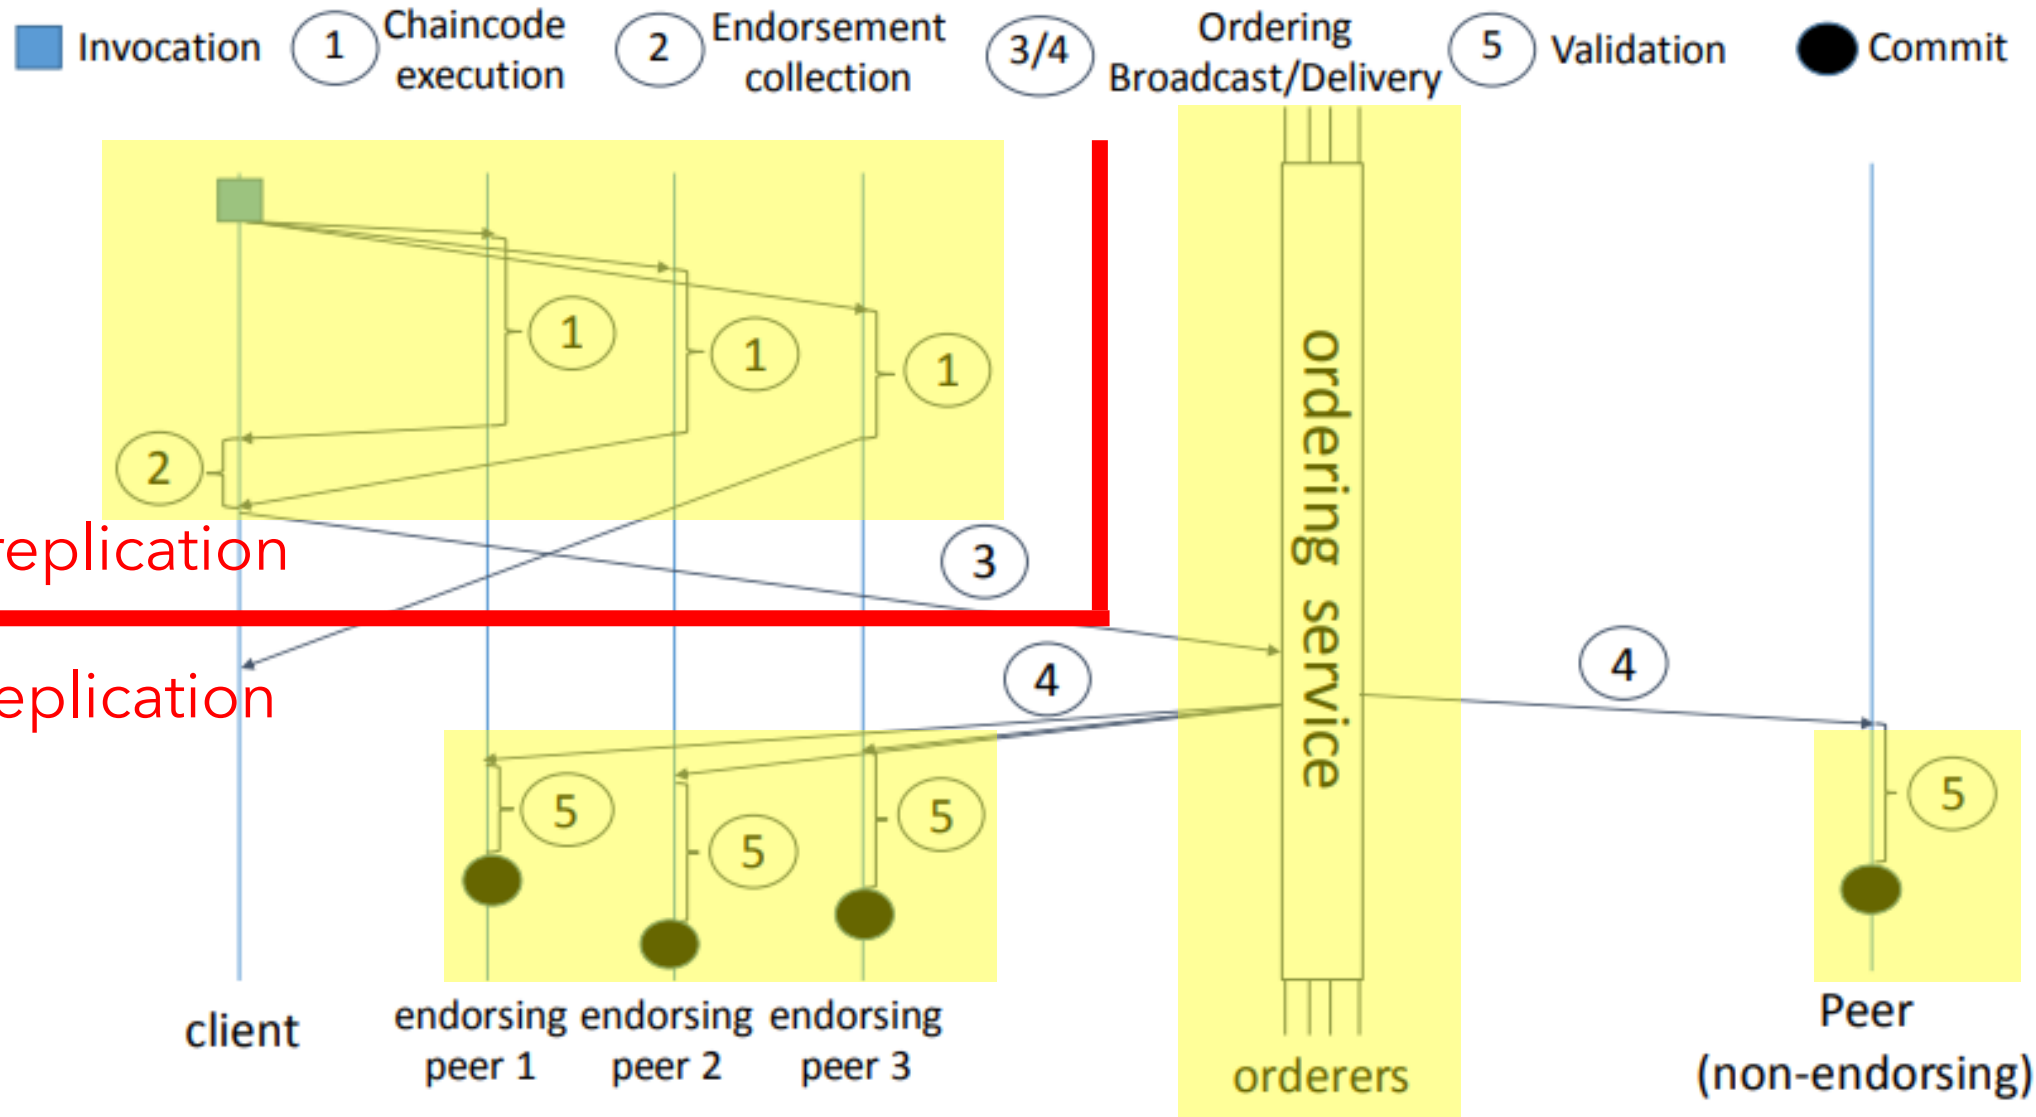 Invocation
1
Chaincode
execution
2
Endorsement
collection
3/4
Ordering
Broadcast/Delivery
5
Validation
Commit
1
1
1
2
replication
3
eplication
4
4
ordering service
5
5
5
5
client
endorsing
peer 1
endorsing
peer 2
endorsing
peer 3
orderers
Peer
(non-endorsing)